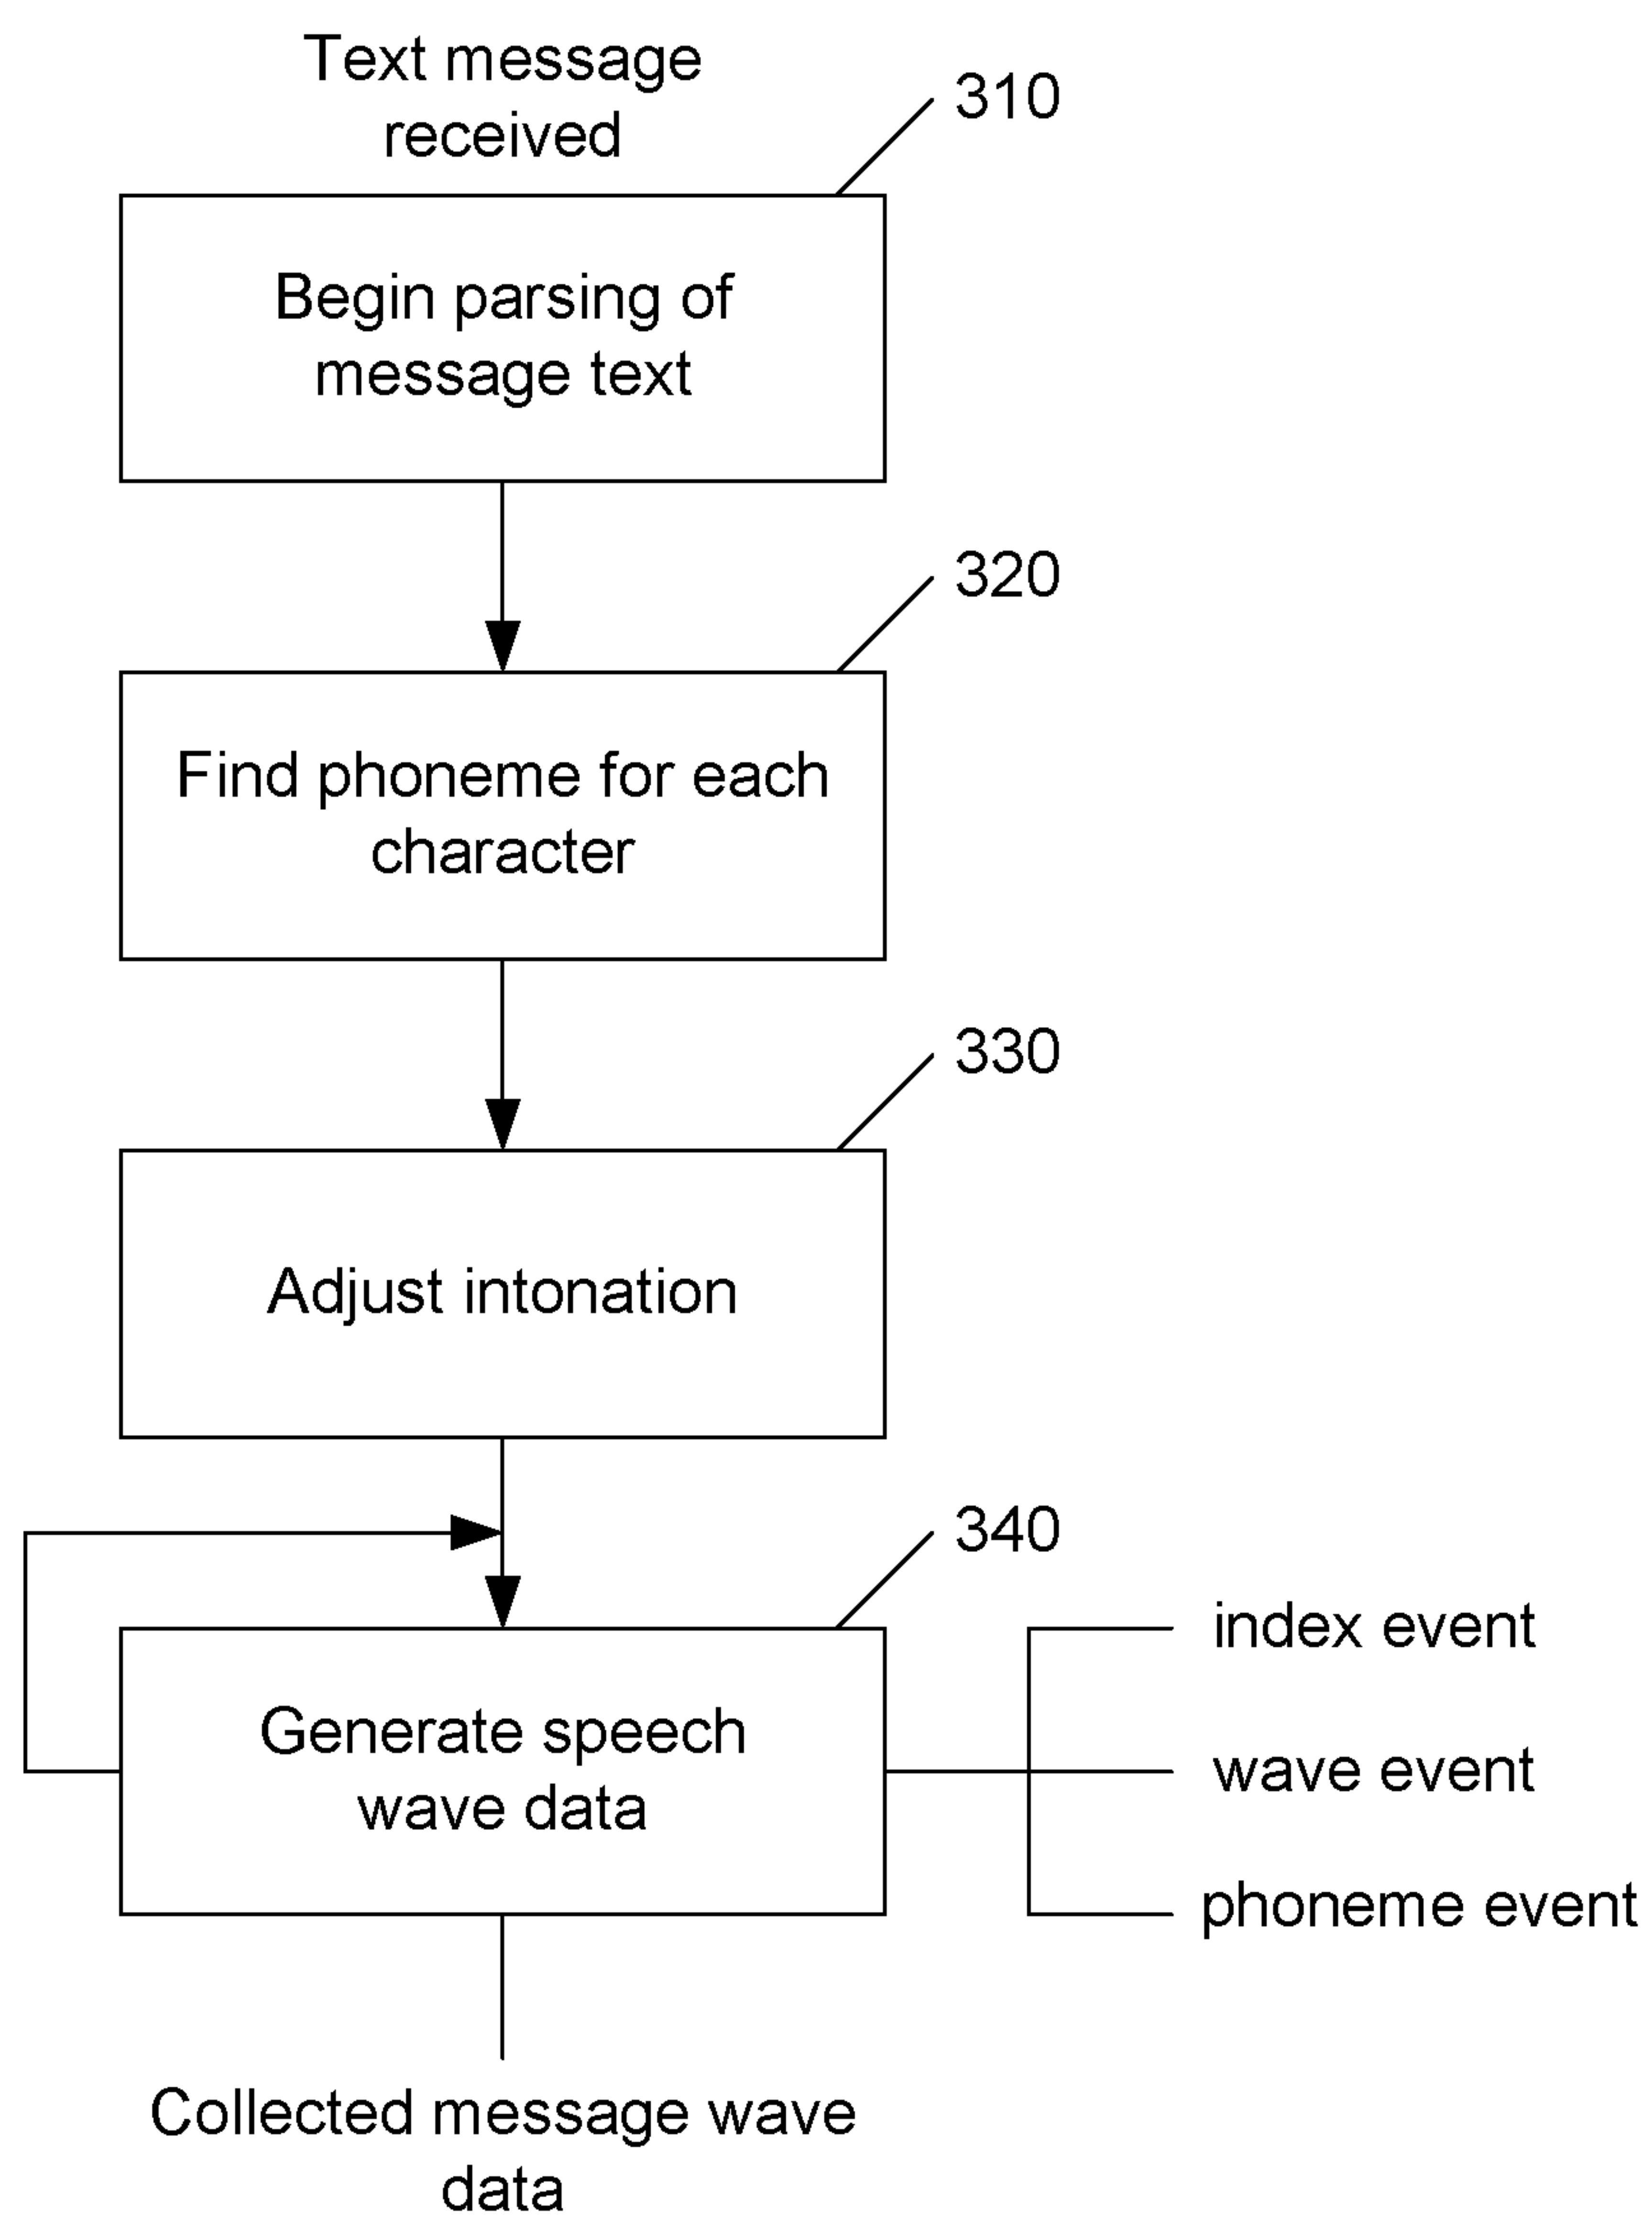 Text message
received
310
Begin parsing of
message text
320
Find phoneme for each
character
330
Adjust intonation
340
Generate speech
wave data
index event
wave event
phoneme event
Collected message wave
data